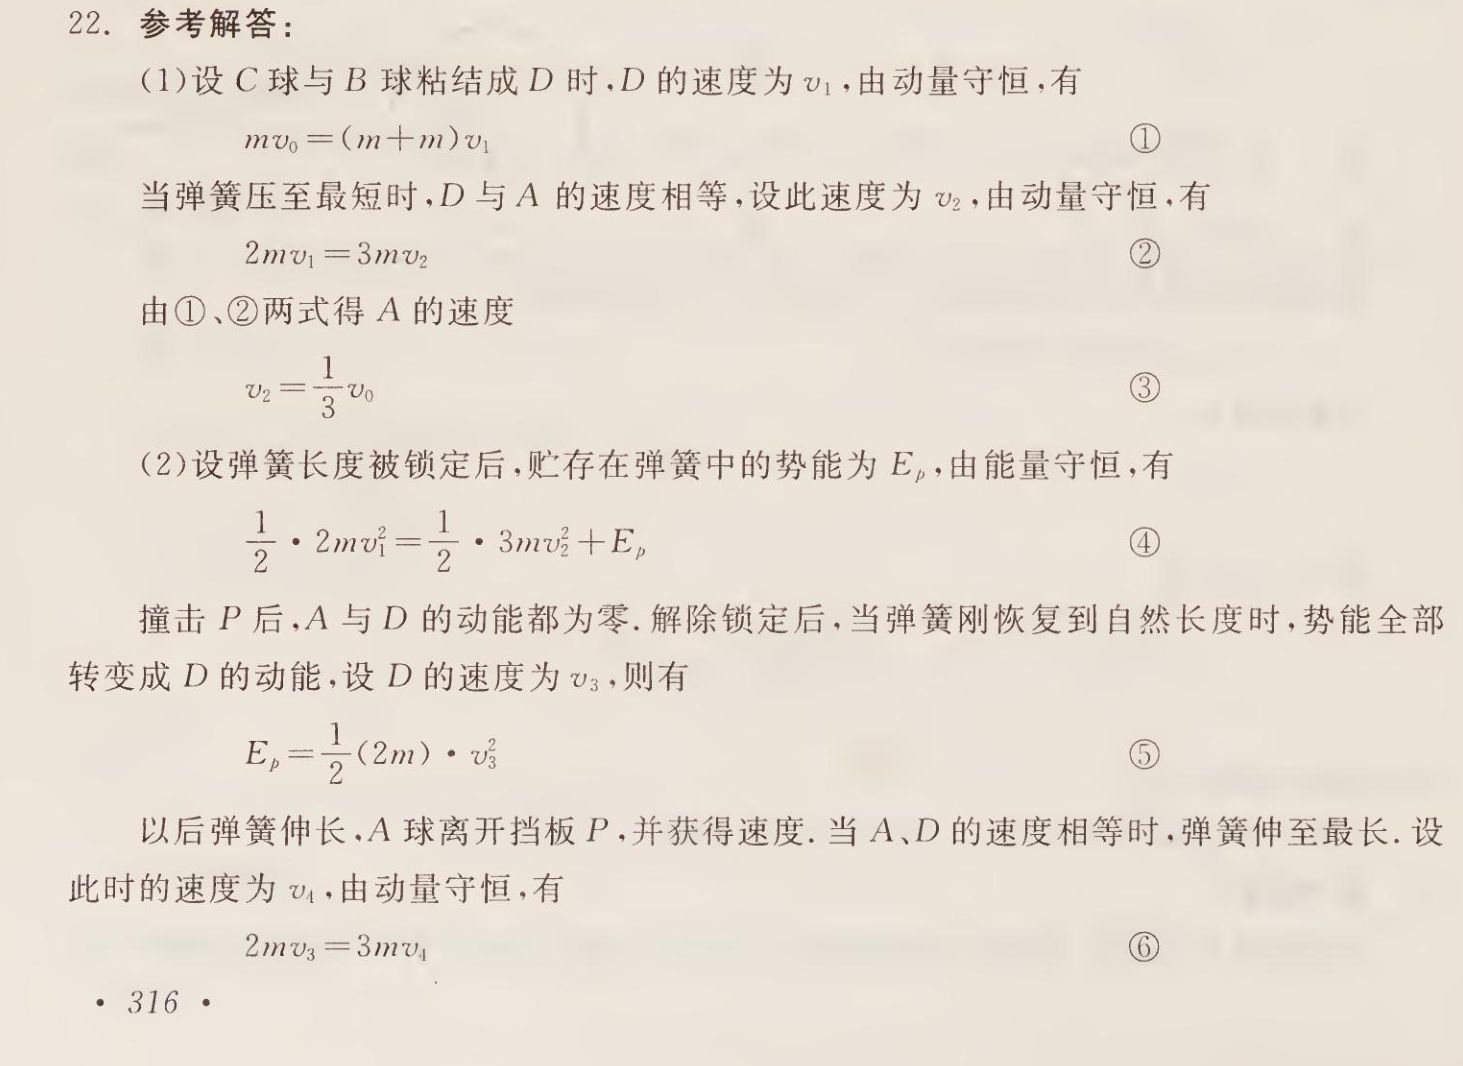 22. 参考解答:
(1)设 C 球与 B 球粘结成 D 时,D 的速度为 v₁,由动量守恒,有
mv₀=(m+m)v₁ ①
当弹簧压至最短时,D 与 A 的速度相等,设此速度为 v₂,由动量守恒,有
2mv₁=3mv₂ ②
由①、②两式得 A 的速度
v₂=1/3 v₀ ③
(2)设弹簧长度被锁定后,贮存在弹簧中的势能为 Eₚ,由能量守恒,有
1/2 · 2mv₁²=1/2 · 3mv₂²+Eₚ ④
撞击 P 后,A 与 D 的动能都为零. 解除锁定后,当弹簧刚恢复到自然长度时,势能全部
转变成 D 的动能,设 D 的速度为 v₃,则有
Eₚ=1/2(2m) · v₃² ⑤
以后弹簧伸长,A 球离开挡板 P,并获得速度. 当 A、D 的速度相等时,弹簧伸至最长. 设
此时的速度为 v₄,由动量守恒,有
2mv₃=3mv₄ ⑥
· 316 ·